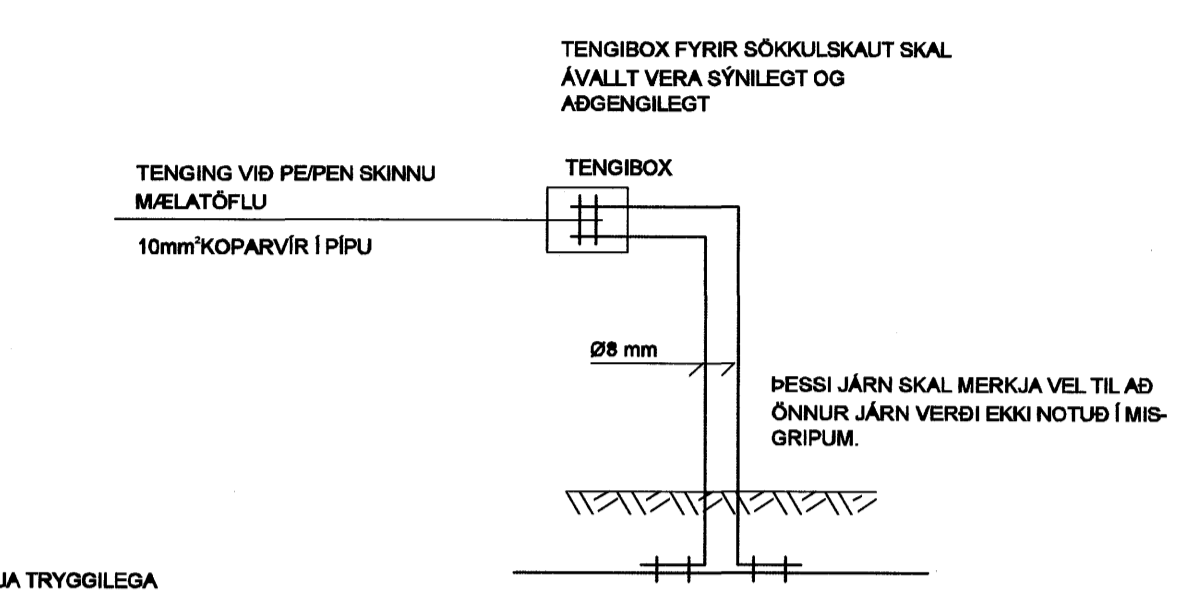 TENGIBOX FYRIR SÖKKULSKAUT SKAL
ÁVALLT VERA SÝNILEGT OG
AÐGENGILEGT
TENGING VIÐ PE/PEN SKINNU
MÆLATÖFLU
TENGIBOX
10mm²KOPARVÍR Í PÍPU
Ø8 mm
ÞESSI JÁRN SKAL MERKJA VEL TIL AÐ
ÖNNUR JÁRN VERÐI EKKI NOTUÐ Í MIS-
GRIPUM.
JA TRYGGILEGA